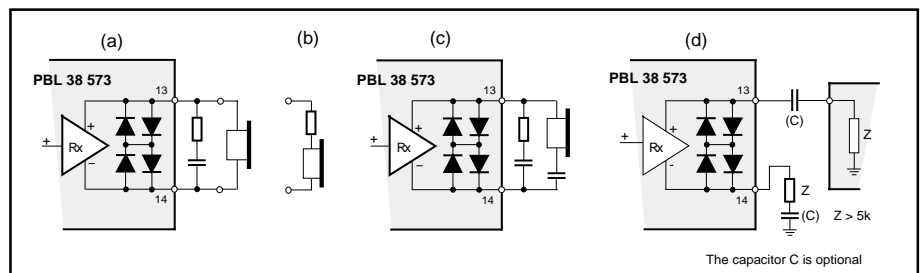 (a)
(b)
(c)
(d)
PBL 38 573
PBL 38 573
PBL 38 573
13
13
13
+
+
Rx
−
14
+
+
Rx
−
14
+
+
Rx
-
14
(C)
Z
Z
(C)
Z > 5k
The capacitor C is optional